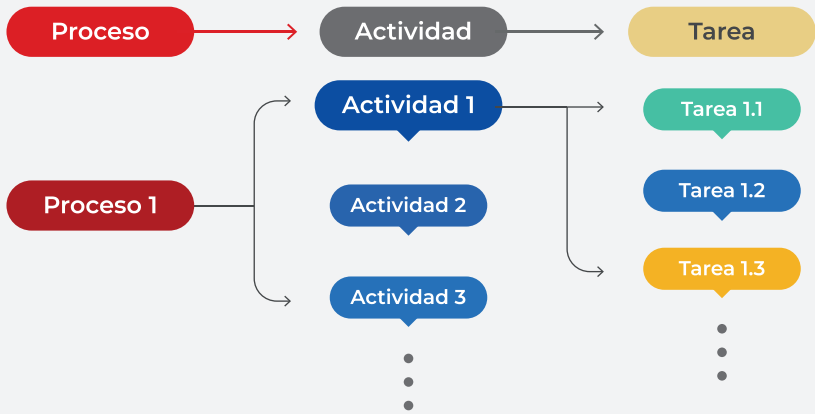 Proceso
Actividad
Tarea
Proceso 1
Actividad 1
Actividad 2
Actividad 3
Tarea 1.1
Tarea 1.2
Tarea 1.3